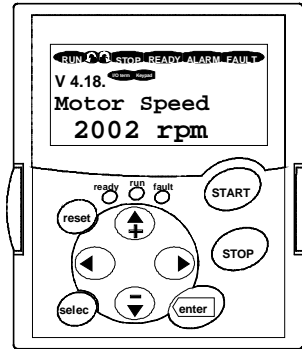 RUN STOP READY ALARM FAULT
I/O term Keypad
V 4.18.
Motor Speed
2002 rpm
ready run fault
START
reset
+
STOP
-
selec
enter